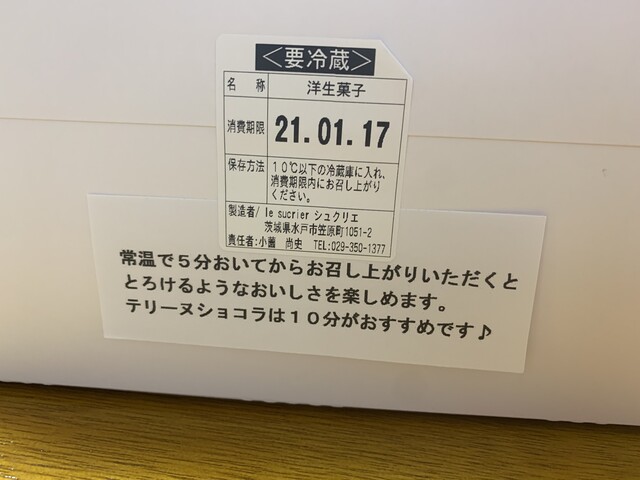 ＜要冷蔵＞
名 称 洋生菓子
消費期限 21.01.17
保存方法 10℃以下の冷蔵庫に入れ、
消費期限内にお召し上がり
ください。
製造者/ le sucrier シュクリエ
茨城県水戸市笠原町1051-2
責任者:小薗 尚史 TEL:029-350-1377
常温で５分おいてからお召し上がりいただくと
とろけるようなおいしさを楽しめます。
テリーヌショコラは１０分がおすすめです♪